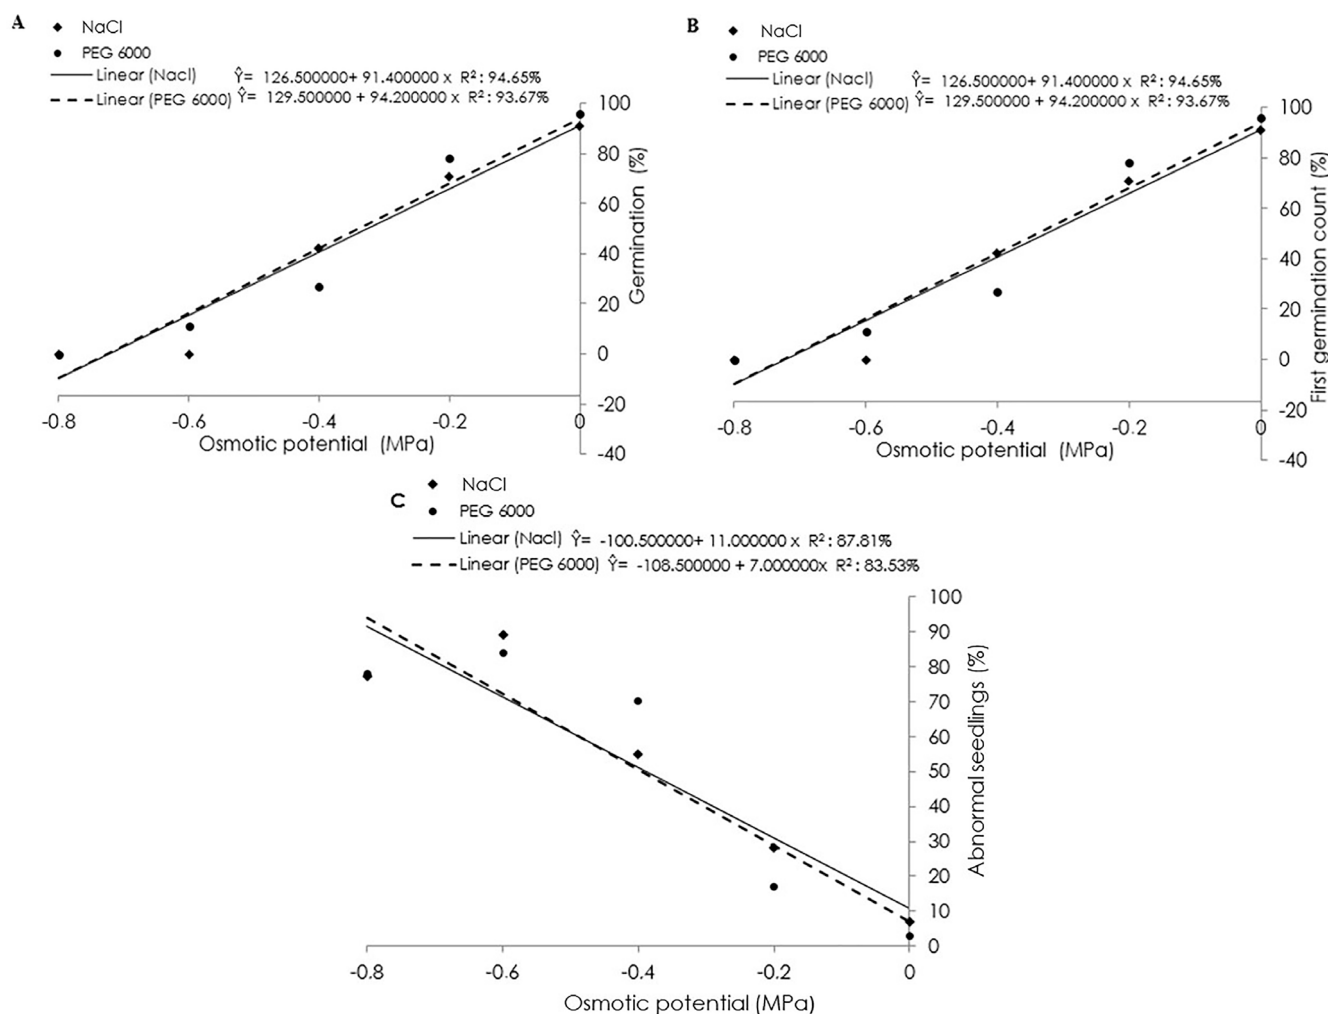 A
NaCl
PEG 6000
Linear (Nacl) Ŷ= 126.500000+ 91.400000 x R²: 94.65%
Linear (PEG 6000) Ŷ= 129.500000 + 94.200000 x R²: 93.67%
100
80
60
40
20
0
-20
-40
Germination (%)
-0.8 -0.6 -0.4 -0.2 0
Osmotic potential (MPa)
B
NaCl
PEG 6000
Linear (Nacl) Ŷ= 126.500000+ 91.400000 x R²: 94.65%
Linear (PEG 6000) Ŷ= 129.500000 + 94.200000 x R²: 93.67%
100
80
60
40
20
0
-20
-40
First germination count (%)
-0.8 -0.6 -0.4 -0.2 0
Osmotic potential (MPa)
C
NaCl
PEG 6000
Linear (Nacl) Ŷ= -100.500000+ 11.000000 x R²: 87.81%
Linear (PEG 6000) Ŷ= -108.500000 + 7.000000x R²: 83.53%
100
90
80
70
60
50
40
30
20
10
0
Abnormal seedlings (%)
-0.8 -0.6 -0.4 -0.2 0
Osmotic potential (MPa)